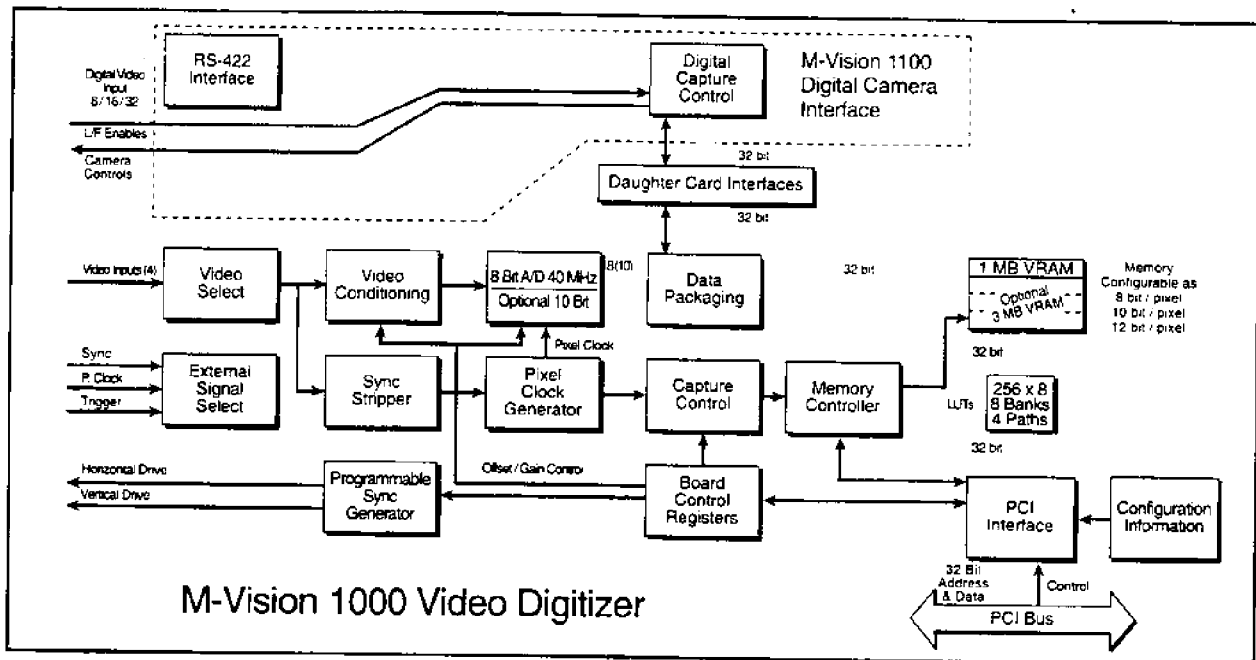 RS-422
Interface
Digital Video
Input
8/16/32
L/F Enables
Camera
Controls
Digital
Capture
Control
M-Vision 1100
Digital Camera
Interface
32 bit
Daughter Card Interfaces
32 bit
Video Inputs (4)
Video
Select
Video
Conditioning
8 Bit A/D 40 MHz
Optional 10 Bit
8(10)
Data
Packaging
32 bit
1 MB VRAM
Optional
3 MB VRAM
Memory
Configurable as
8 bit / pixel
10 bit / pixel
12 bit / pixel
Pixel Clock
32 bit
Sync
P. Clock
Trigger
External
Signal
Select
Sync
Stripper
Pixel
Clock
Generator
Capture
Control
Memory
Controller
LUTs
256 x 8
8 Banks
4 Paths
32 bit
Horizontal Drive
Vertical Drive
Programmable
Sync
Generator
Offset / Gain Control
Board
Control
Registers
PCI
Interface
Configuration
Information
32 Bit
Address
& Data
Control
PCI Bus
M-Vision 1000 Video Digitizer